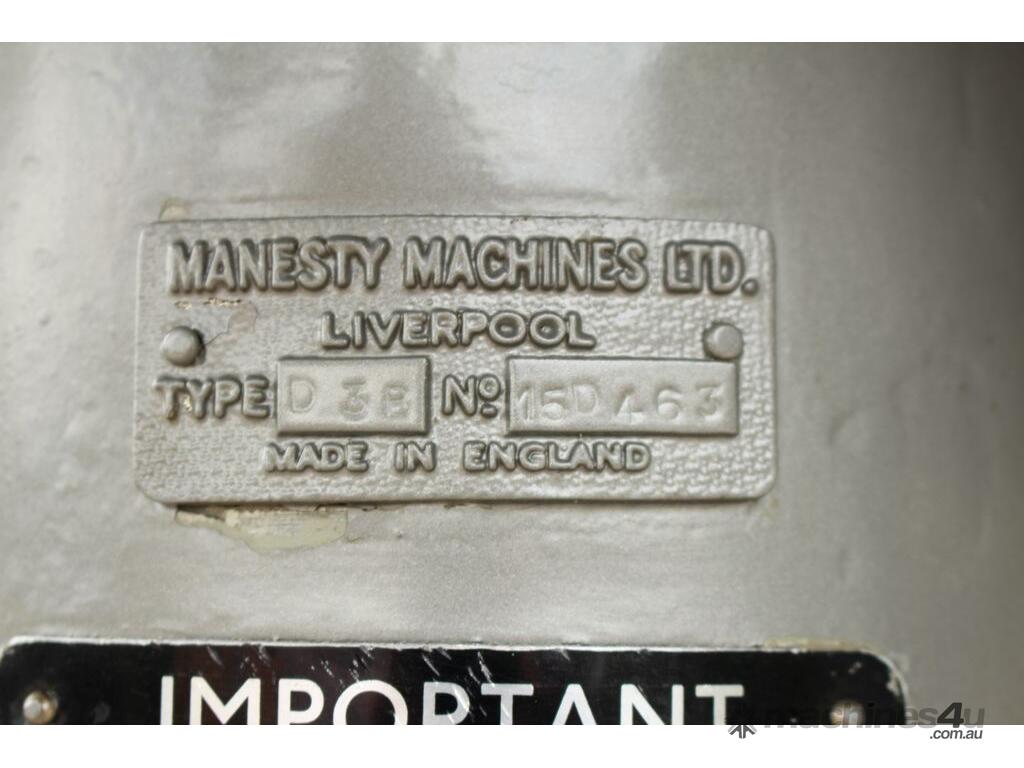 MANESTY MACHINES LTD.
LIVERPOOL
TYPE D 3B Nº 15D463
MADE IN ENGLAND
IMPORTANT
machines4u
.com.au